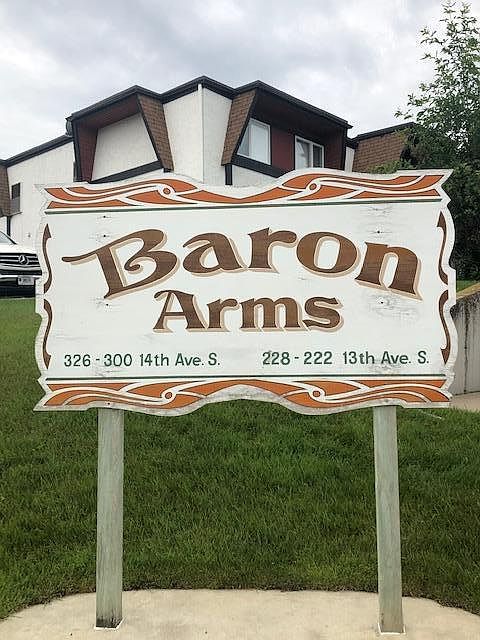 Baron
Arms
326 - 300 14th Ave. S. 228 - 222 13th Ave. S.